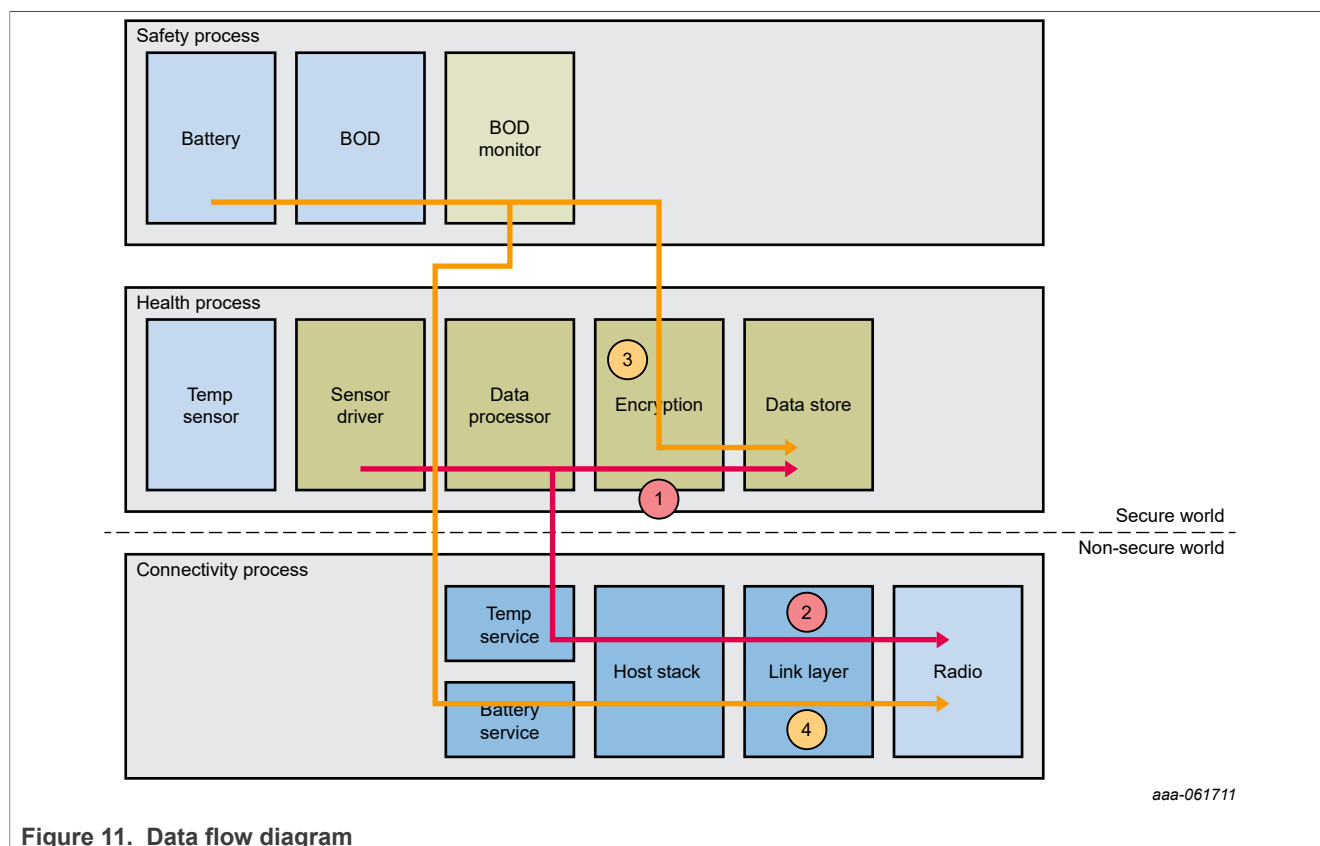 Safety process
Battery
BOD
BOD
monitor
Health process
Temp
sensor
Sensor
driver
Data
processor
3
Encryption
Data store
1
Secure world
Non-secure world
Connectivity process
Temp
service
Host stack
2
Link layer
Radio
Battery
service
4
aaa-061711
Figure 11. Data flow diagram